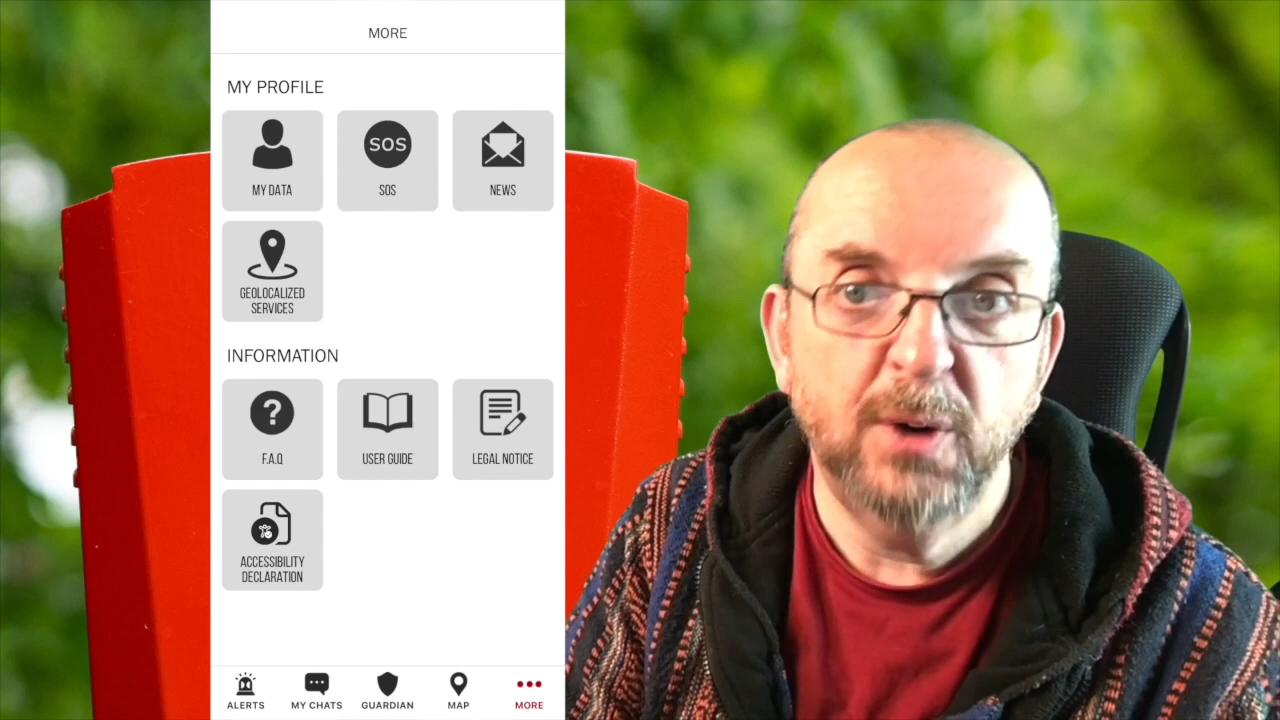 MORE
MY PROFILE
SOS
MY DATA
SOS
NEWS
GEOLOCALIZED
SERVICES
INFORMATION
?
F.A.Q
USER GUIDE
LEGAL NOTICE
ACCESSIBILITY
DECLARATION
ALERTS
MY CHATS
GUARDIAN
MAP
MORE